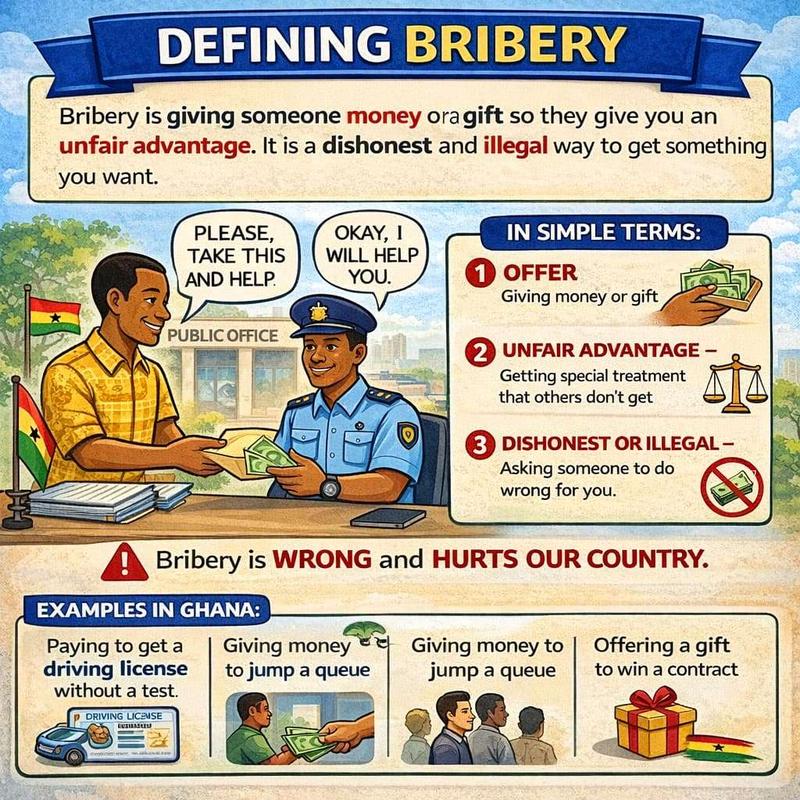 DEFINING BRIBERY
Bribery is giving someone money or a gift so they give you an
unfair advantage. It is a dishonest and illegal way to get something
you want.
PLEASE,
TAKE THIS
AND HELP.
OKAY, I
WILL HELP
YOU.
PUBLIC OFFICE
IN SIMPLE TERMS:
1 OFFER
Giving money or gift
2 UNFAIR ADVANTAGE –
Getting special treatment
that others don't get
3 DISHONEST OR ILLEGAL –
Asking someone to do
wrong for you.
! Bribery is WRONG and HURTS OUR COUNTRY.
EXAMPLES IN GHANA:
Paying to get a
driving license
without a test.
DRIVING LICENSE
Giving money
to jump a queue
Giving money to
jump a queue
Offering a gift
to win a contract